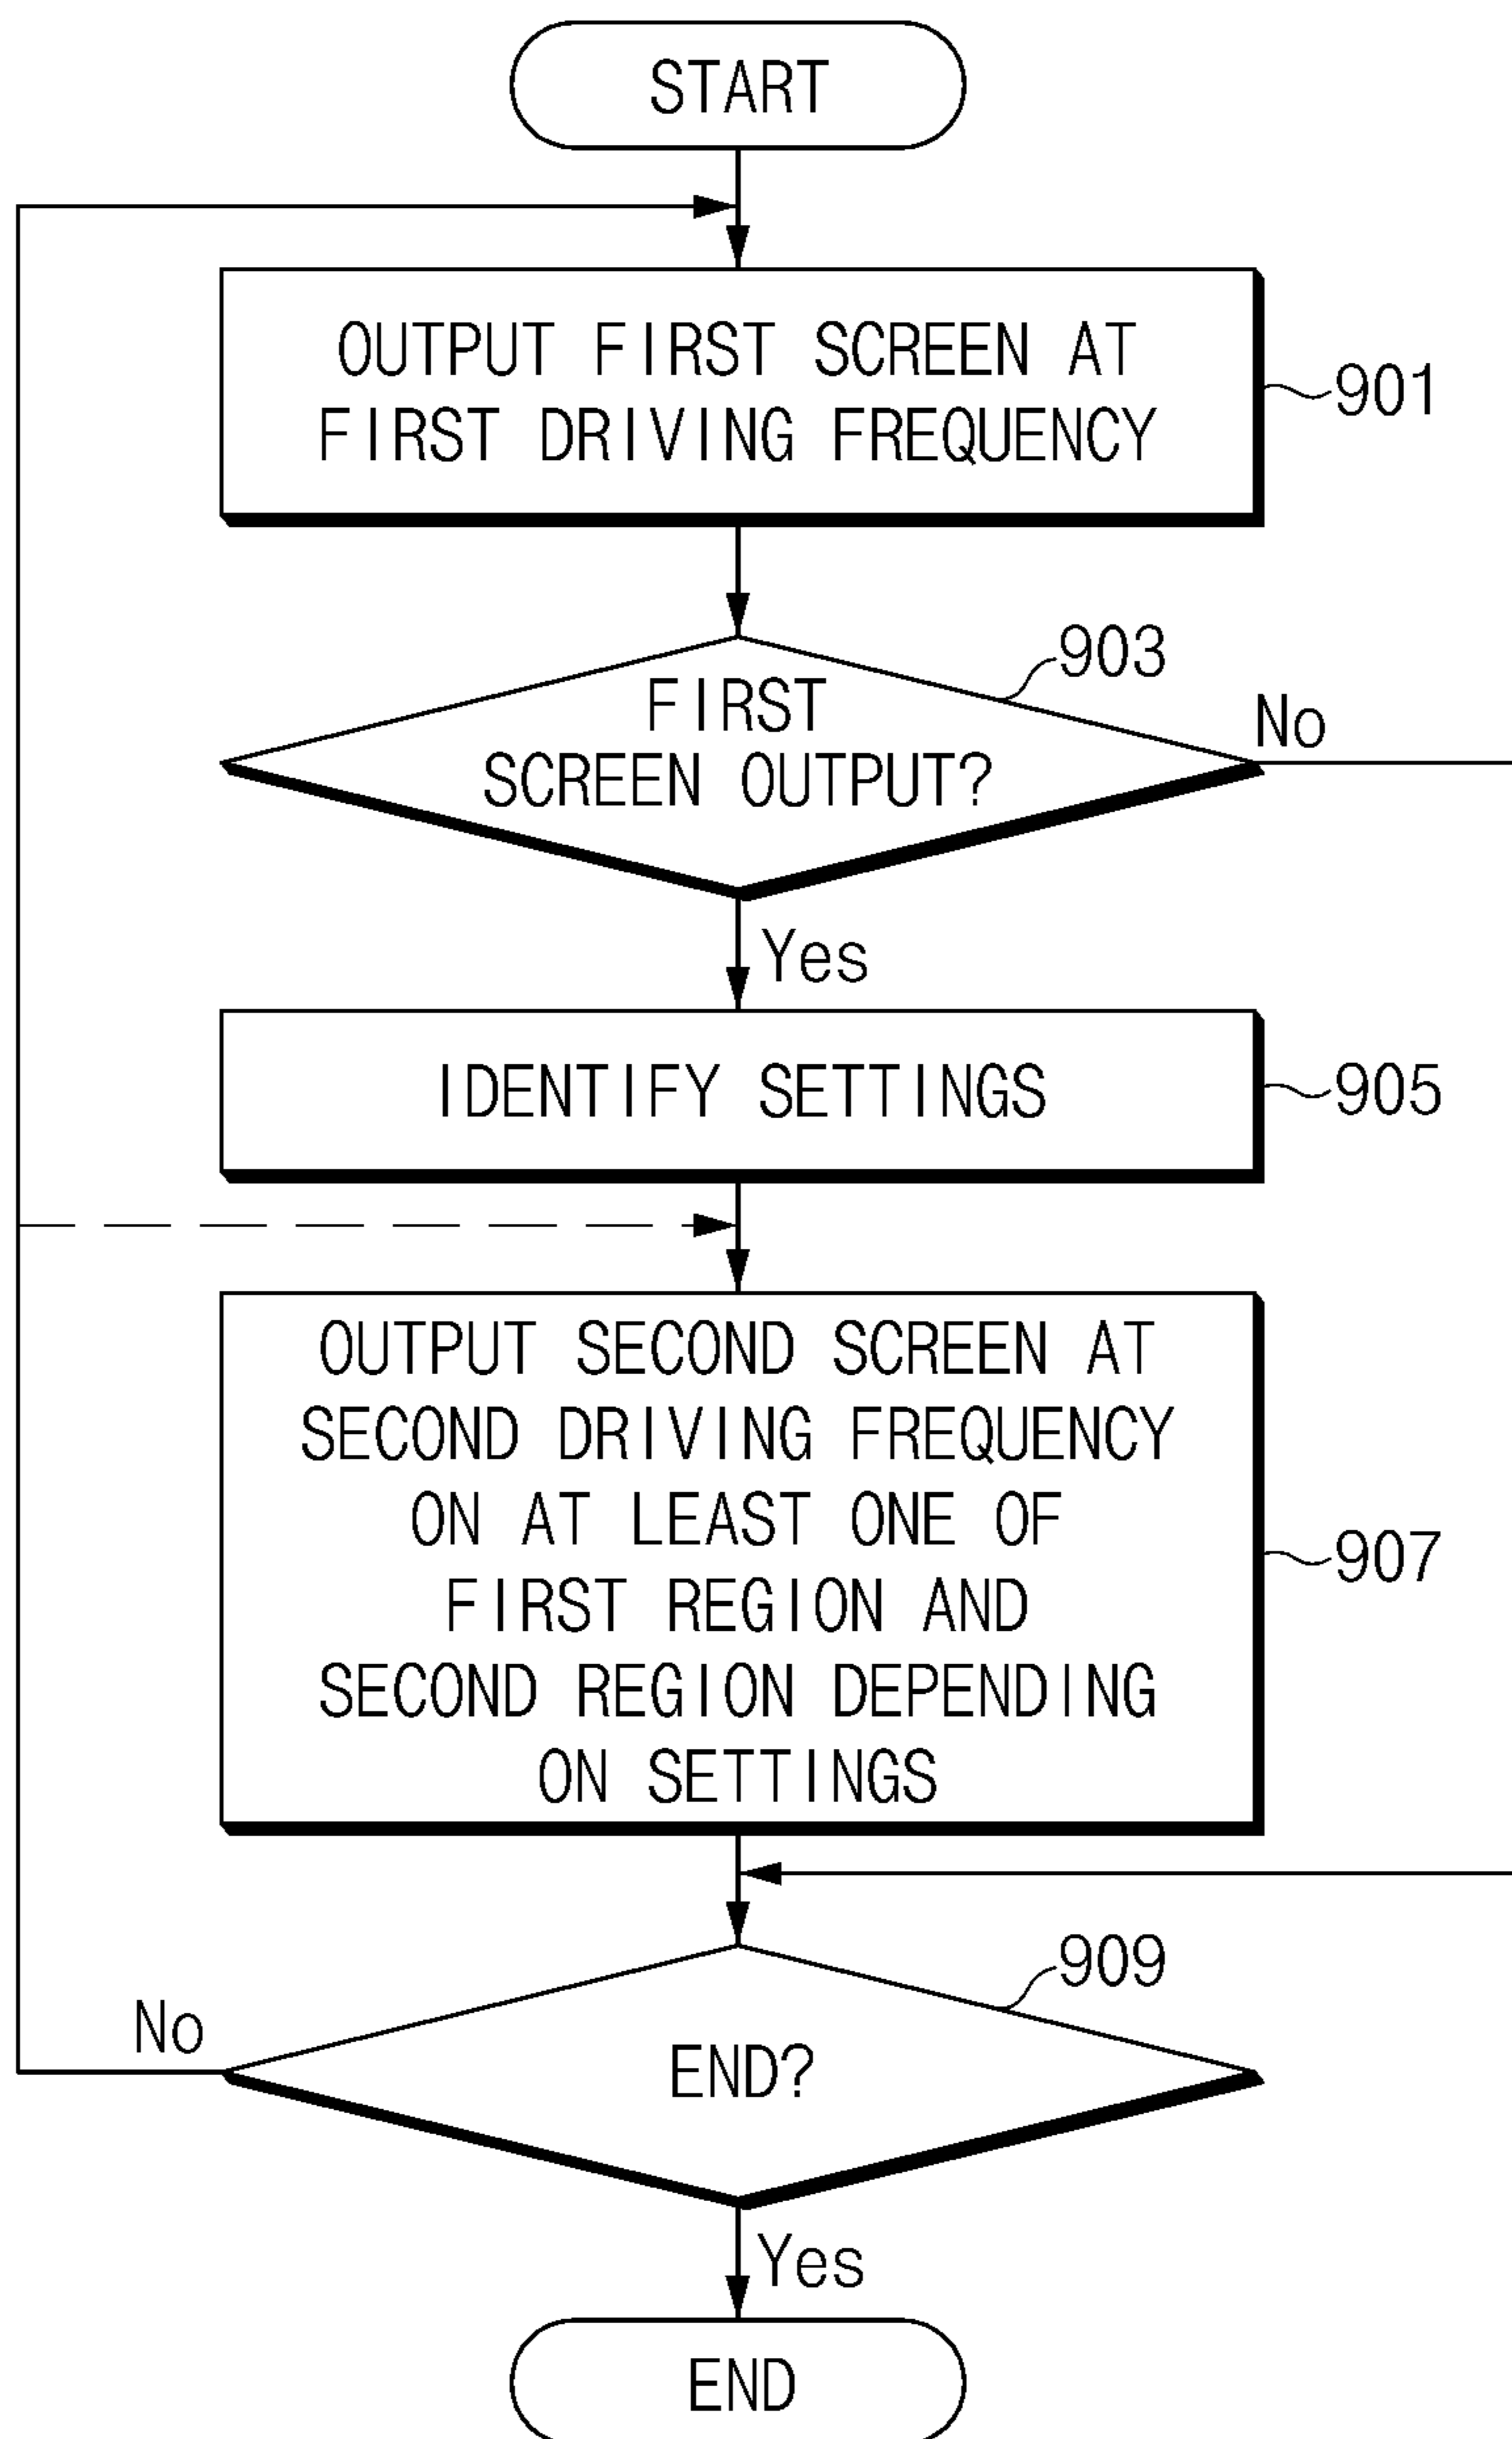 START
OUTPUT FIRST SCREEN AT
FIRST DRIVING FREQUENCY
901
903
FIRST
SCREEN OUTPUT?
No
Yes
IDENTIFY SETTINGS
905
OUTPUT SECOND SCREEN AT
SECOND DRIVING FREQUENCY
ON AT LEAST ONE OF
FIRST REGION AND
SECOND REGION DEPENDING
ON SETTINGS
907
909
No
END?
Yes
END